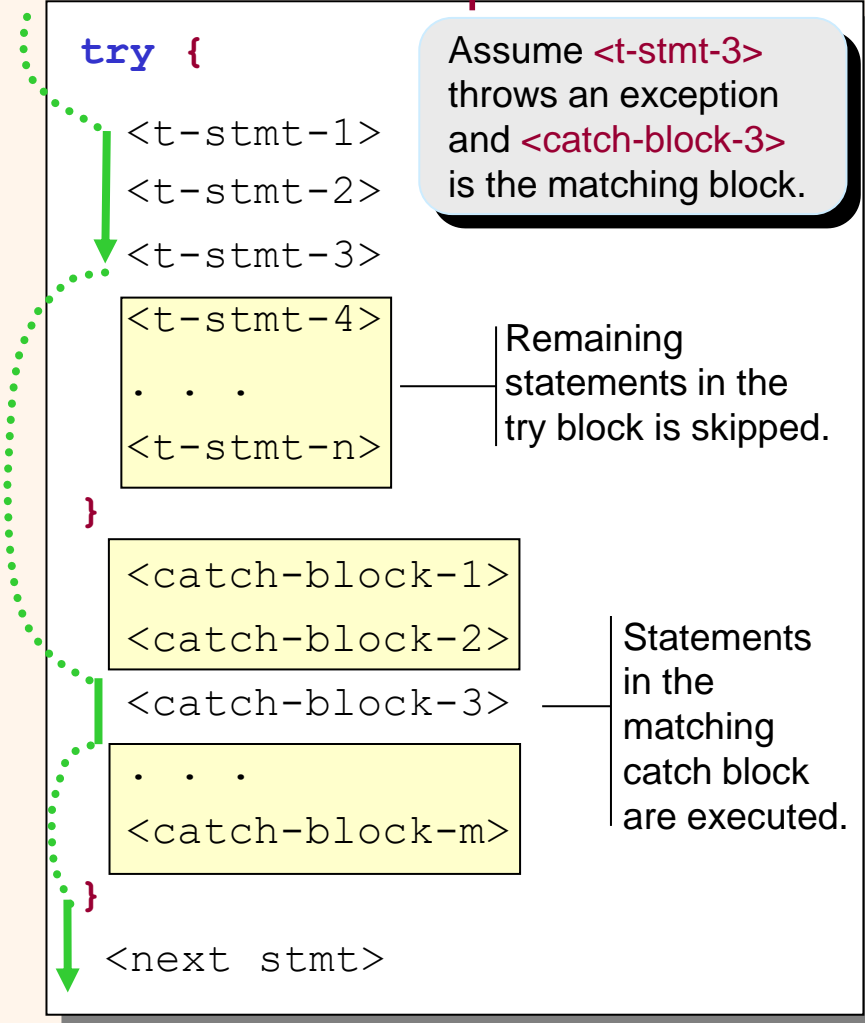 try {
Assume <t-stmt-3>
throws an exception
and <catch-block-3>
is the matching block.
<t-stmt-1>
<t-stmt-2>
<t-stmt-3>
<t-stmt-4>
. . .
<t-stmt-n>
Remaining
statements in the
try block is skipped.
}
<catch-block-1>
<catch-block-2>
<catch-block-3>
. . .
<catch-block-m>
Statements
in the
matching
catch block
are executed.
}
<next stmt>